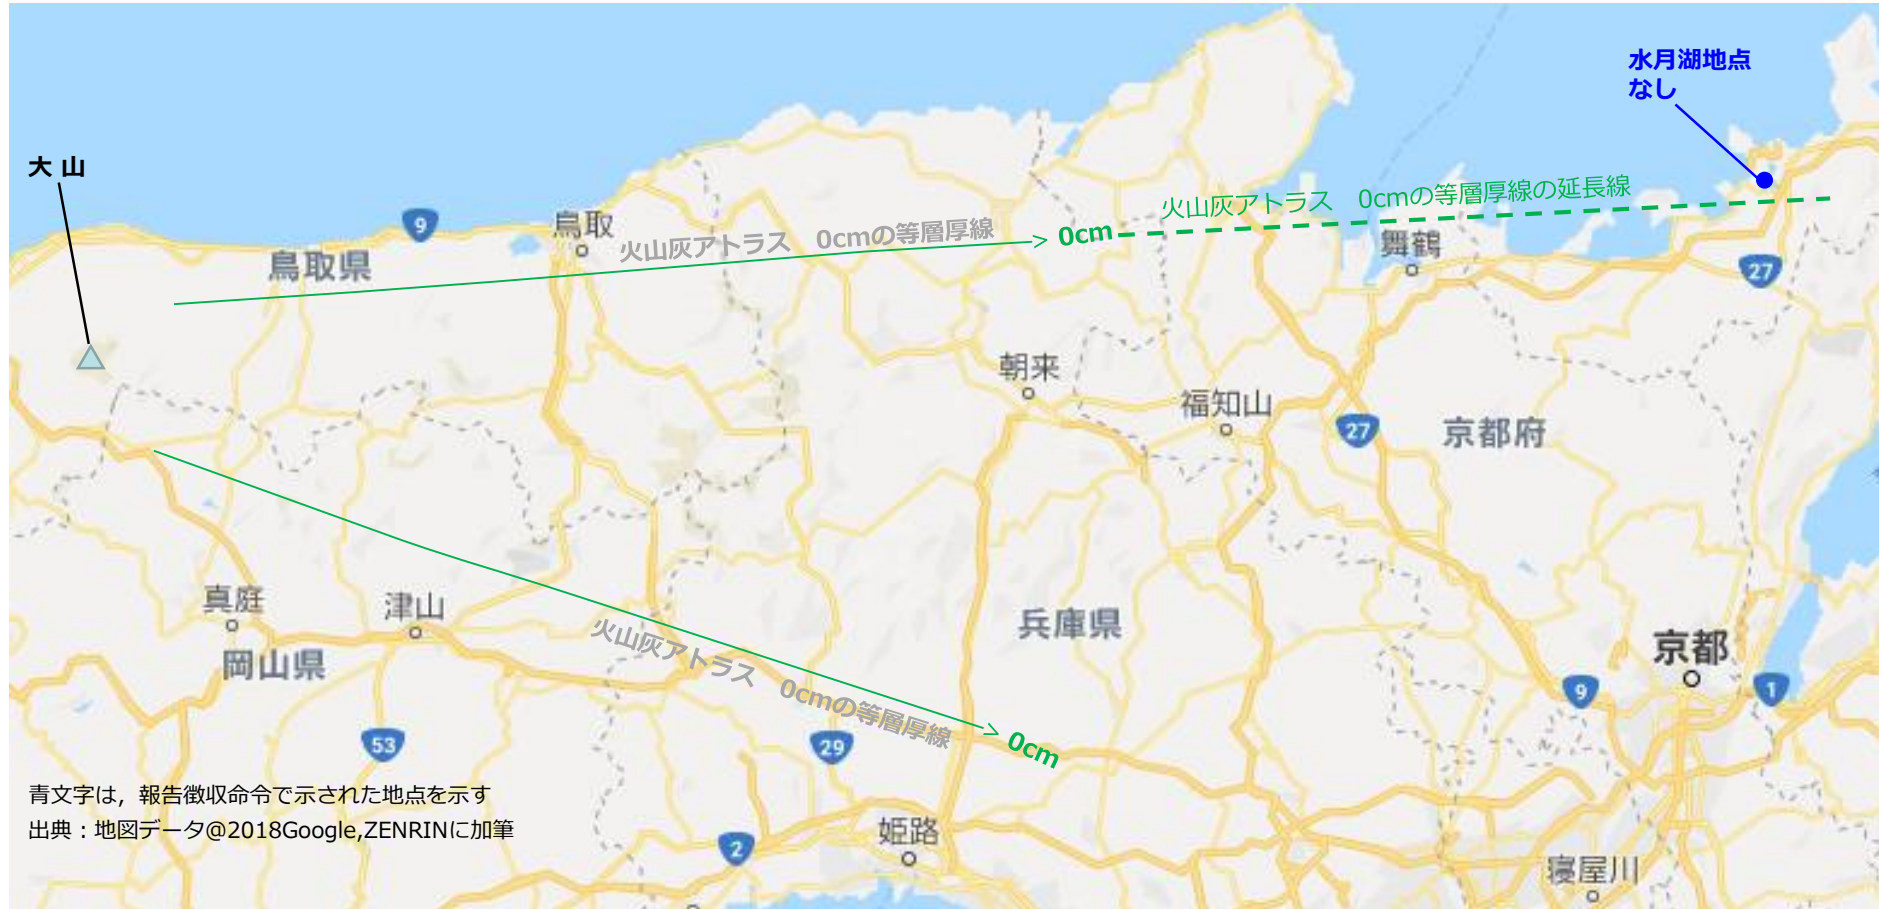 水月湖地点
なし
大 山
火山灰アトラス　0cmの等層厚線の延長線
9
鳥取
火山灰アトラス　0cmの等層厚線
0cm
舞鶴
鳥取県
27
朝来
福知山
27
京都府
真庭
津山
火山灰アトラス　0cmの等層厚線
0cm
兵庫県
京都
岡山県
9
1
53
29
青文字は，報告徴収命令で示された地点を示す
出典：地図データ@2018Google,ZENRINに加筆
2
姫路
寝屋川